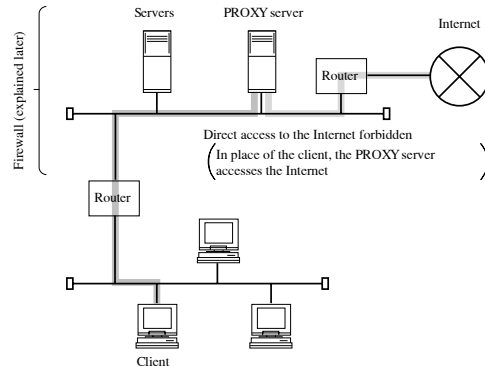 Servers
PROXY server
Internet
Router
Firewall (explained later)
Direct access to the Internet forbidden
In place of the client, the PROXY server
accesses the Internet
Router
Client